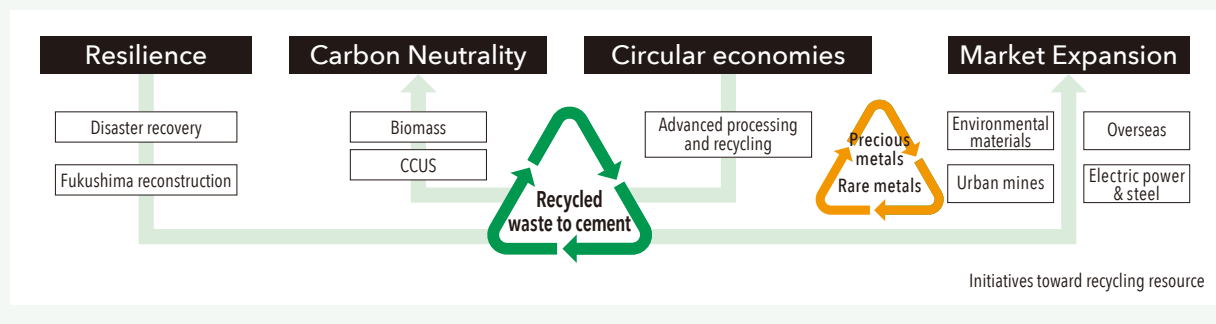 Resilience
Carbon Neutrality
Circular economies
Market Expansion
Disaster recovery
Fukushima reconstruction
Biomass
CCUS
Recycled
waste to cement
Advanced processing
and recycling
Precious
metals
Rare metals
Environmental
materials
Overseas
Urban mines
Electric power
& steel
Initiatives toward recycling resource